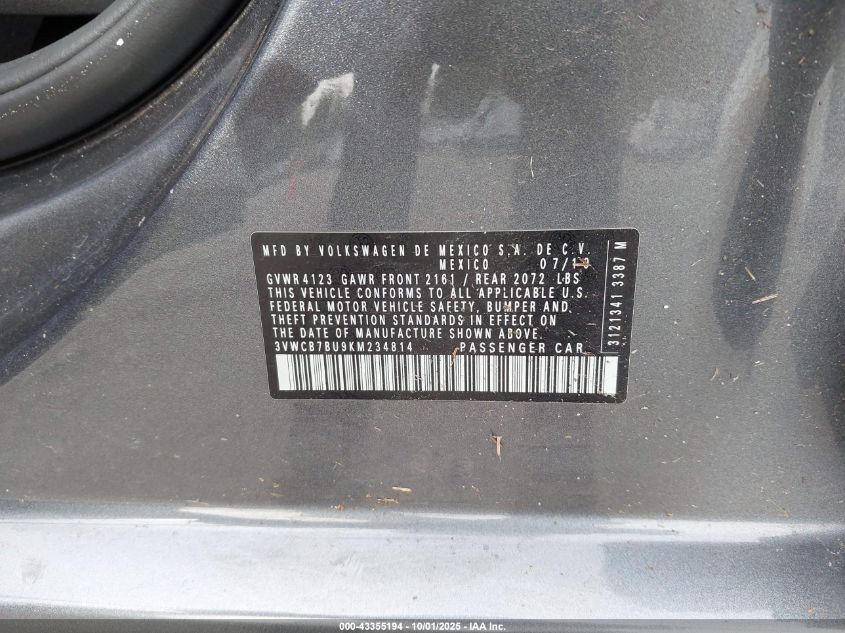 MFD BY VOLKSWAGEN DE MEXICO S.A. DE C.V.
MEXICO
GVWR 4123 GAWR FRONT 2161 / REAR 2072 LBS
THIS VEHICLE CONFORMS TO ALL APPLICABLE U.S.
FEDERAL MOTOR VEHICLE SAFETY, BUMPER AND
THEFT PREVENTION STANDARDS IN EFFECT ON
THE DATE OF MANUFACTURE SHOWN ABOVE.
3VWCB7BU9KM234814 PASSENGER CAR
3121341 3387 M
000-43355194 - 10/01/2025 - IAA Inc.